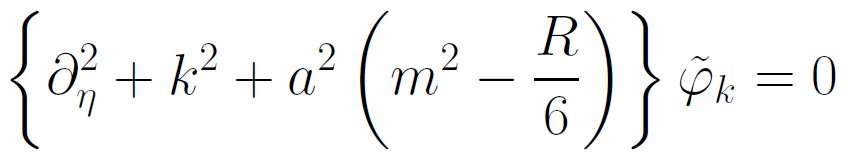 {∂_η^2 + k^2 + a^2 (m^2 − R/6)} φ̃_k = 0